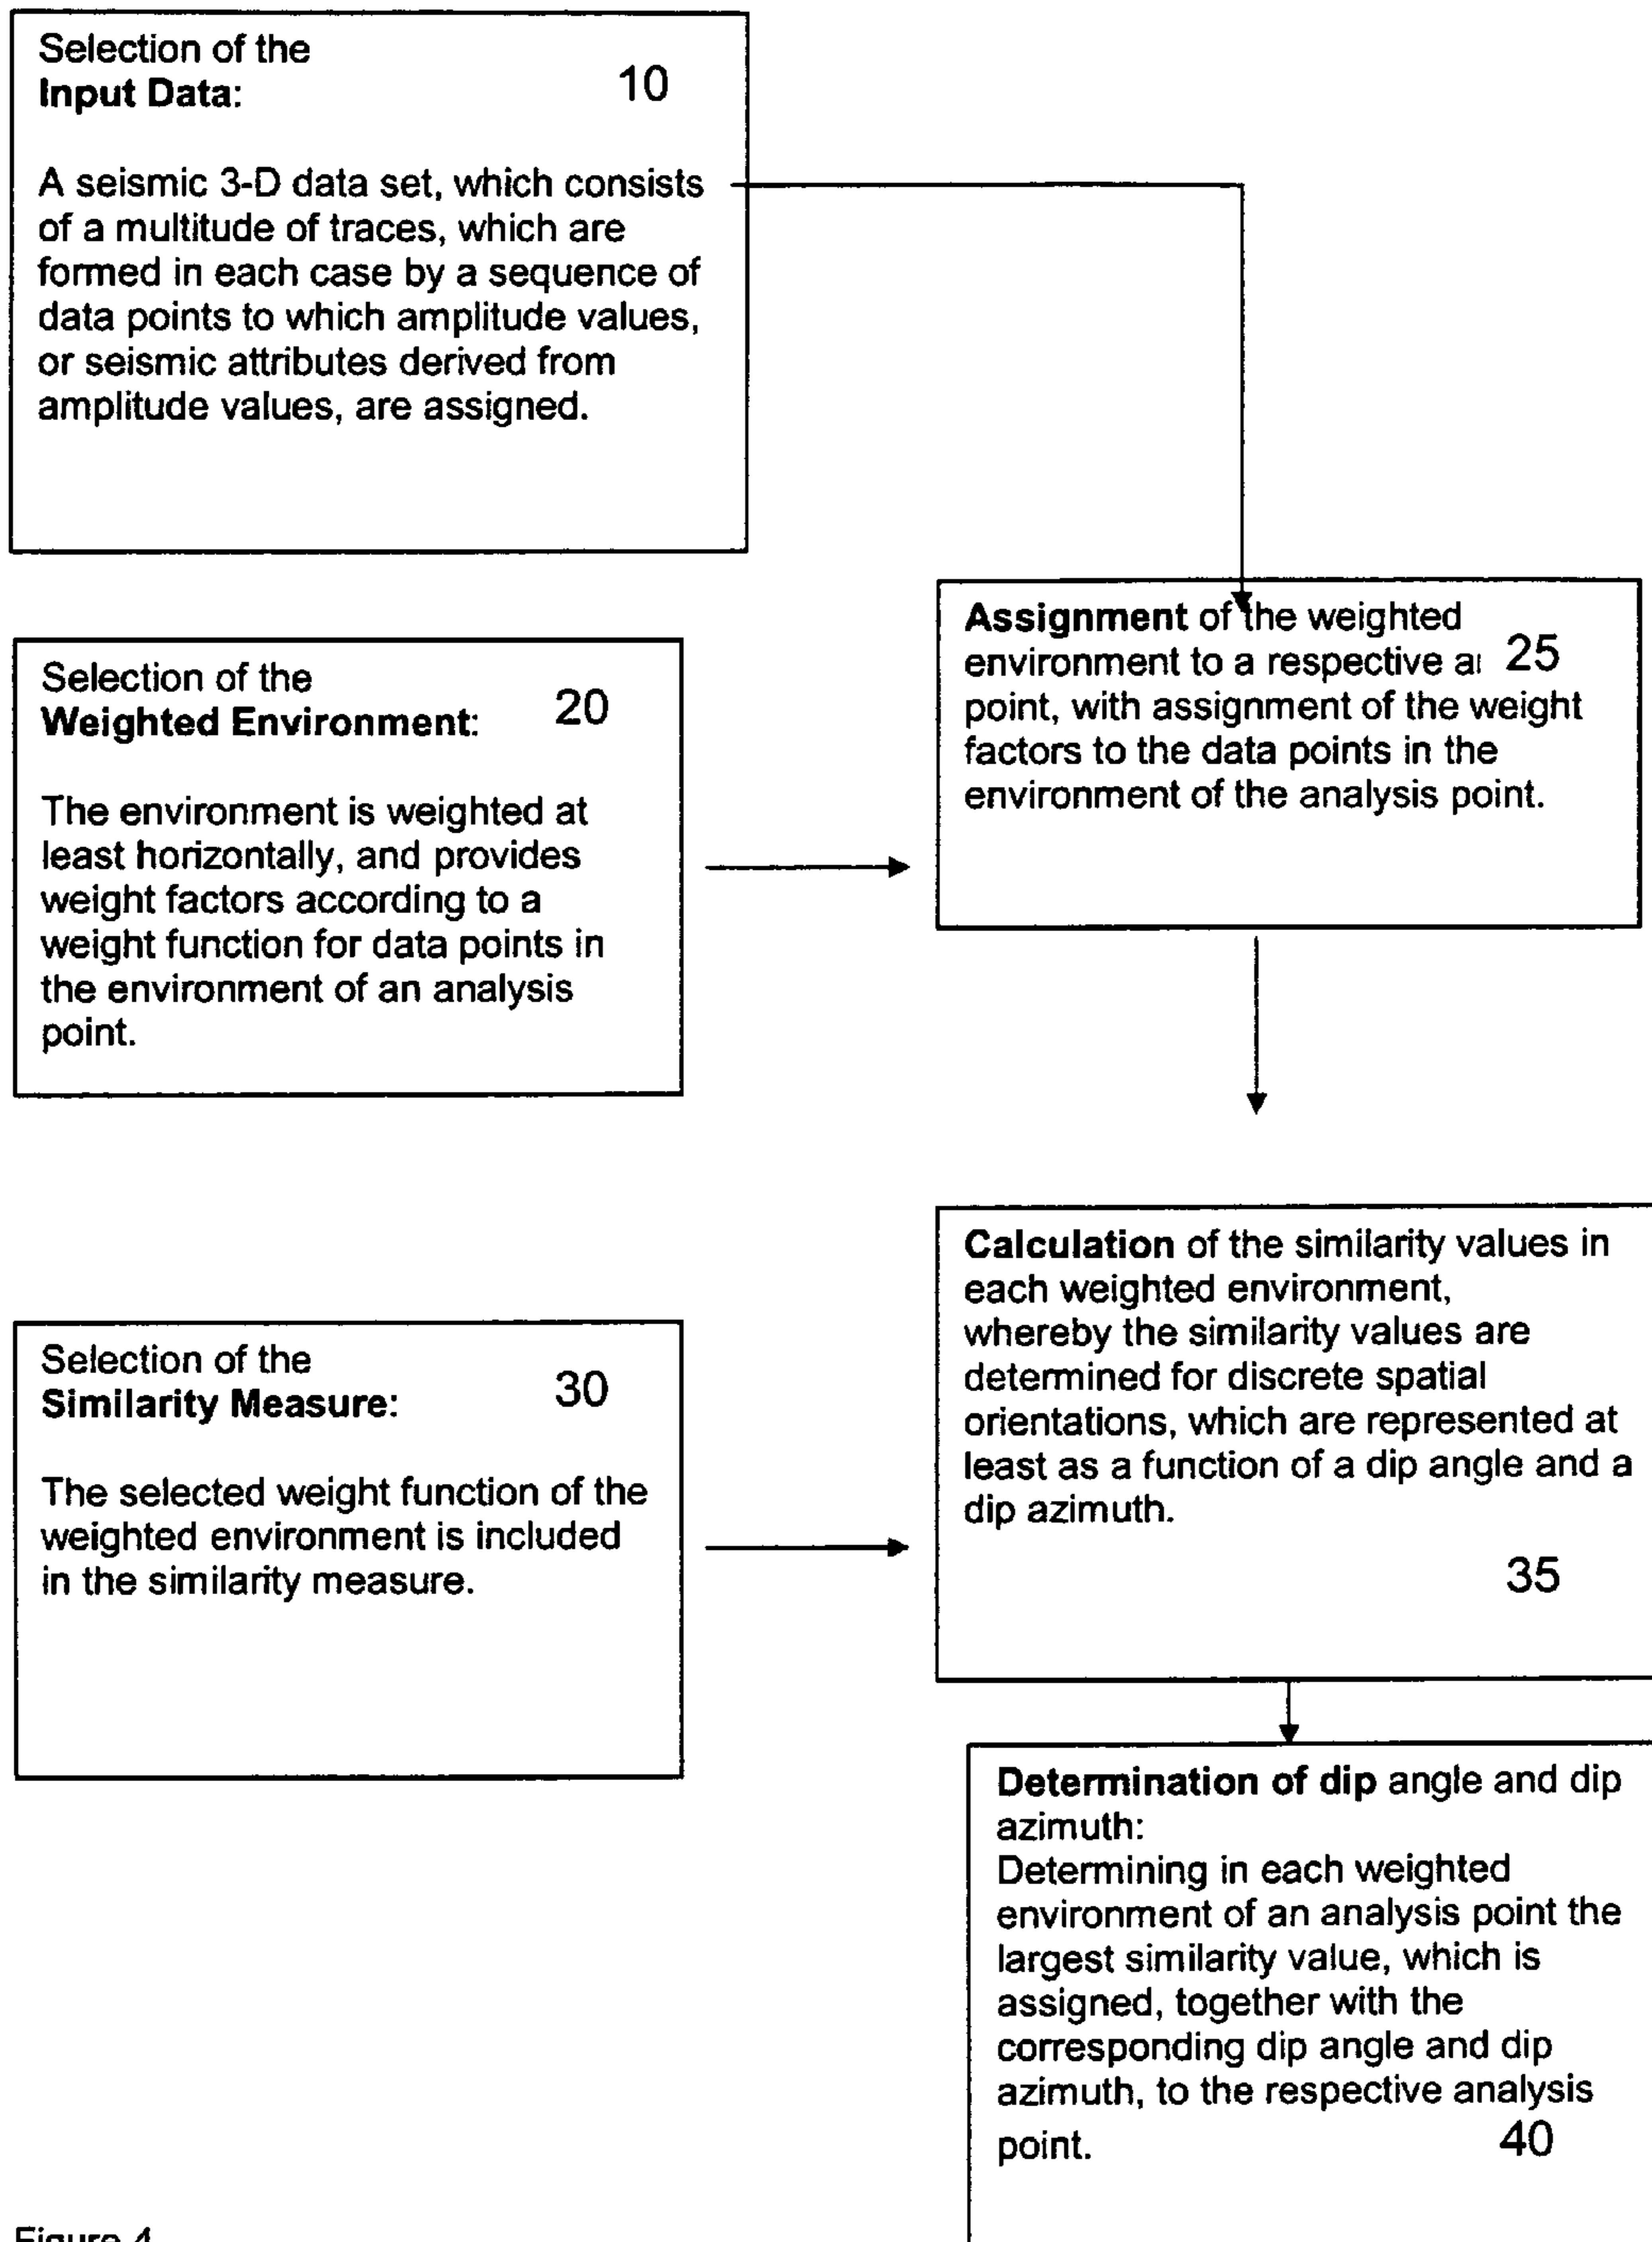 Selection of the
Input Data:
10
A seismic 3-D data set, which consists
of a multitude of traces, which are
formed in each case by a sequence of
data points to which amplitude values,
or seismic attributes derived from
amplitude values, are assigned.
Selection of the
Weighted Environment:
20
The environment is weighted at
least horizontally, and provides
weight factors according to a
weight function for data points in
the environment of an analysis
point.
Assignment of the weighted
environment to a respective
25
point, with assignment of the weight
factors to the data points in the
environment of the analysis point.
Selection of the
Similarity Measure:
30
The selected weight function of the
weighted environment is included
in the similarity measure.
Calculation of the similarity values in
each weighted environment,
whereby the similarity values are
determined for discrete spatial
orientations, which are represented at
least as a function of a dip angle and a
dip azimuth.
35
Determination of dip angle and dip
azimuth:
Determining in each weighted
environment of an analysis point the
largest similarity value, which is
assigned, together with the
corresponding dip angle and dip
azimuth, to the respective analysis
point.
40
Figure 4